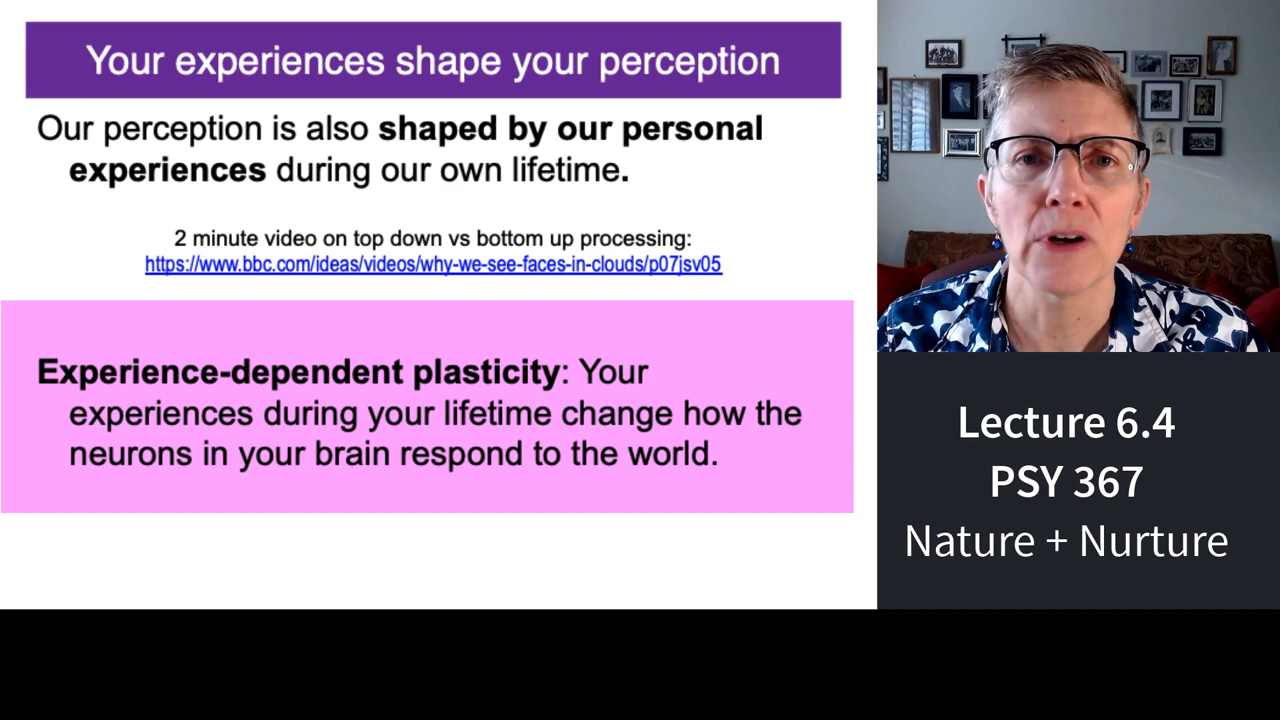 Your experiences shape your perception
Our perception is also shaped by our personal
experiences during our own lifetime.
2 minute video on top down vs bottom up processing:
https://www.bbc.com/ideas/videos/why-we-see-faces-in-clouds/p07jsv05
Experience-dependent plasticity: Your
experiences during your lifetime change how the
neurons in your brain respond to the world.
Lecture 6.4
PSY 367
Nature + Nurture